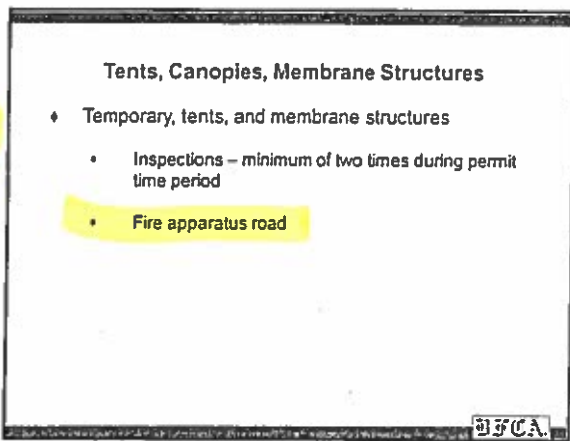 Tents, Canopies, Membrane Structures
Temporary, tents, and membrane structures
Inspections – minimum of two times during permit
time period
Fire apparatus road